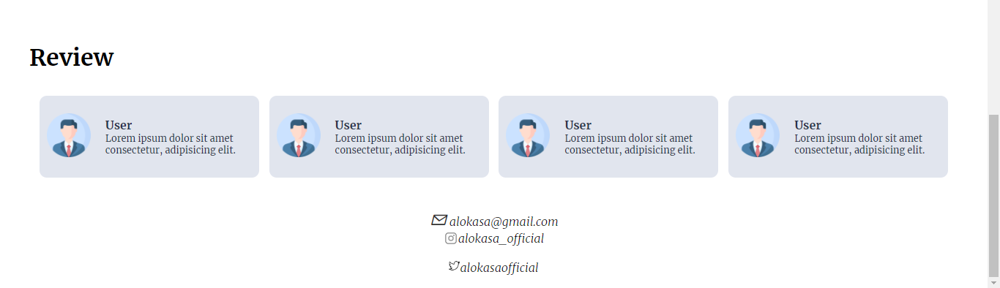 Review
User
Lorem ipsum dolor sit amet
consectetur, adipisicing elit.
User
Lorem ipsum dolor sit amet
consectetur, adipisicing elit.
User
Lorem ipsum dolor sit amet
consectetur, adipisicing elit.
User
Lorem ipsum dolor sit amet
consectetur, adipisicing elit.
alokasa@gmail.com
alokasa_official
alokasaofficial